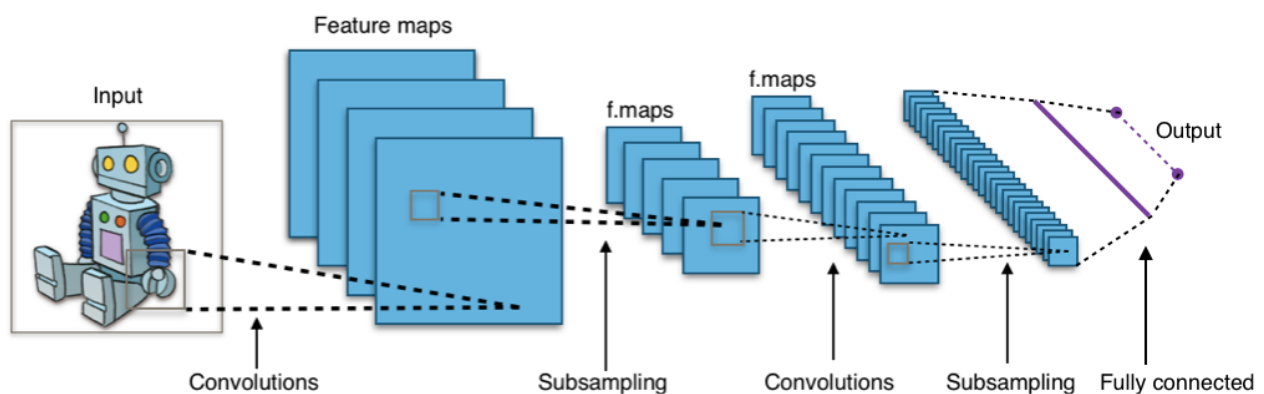 Input
Feature maps
f.maps
f.maps
Output
Convolutions
Subsampling
Convolutions
Subsampling
Fully connected